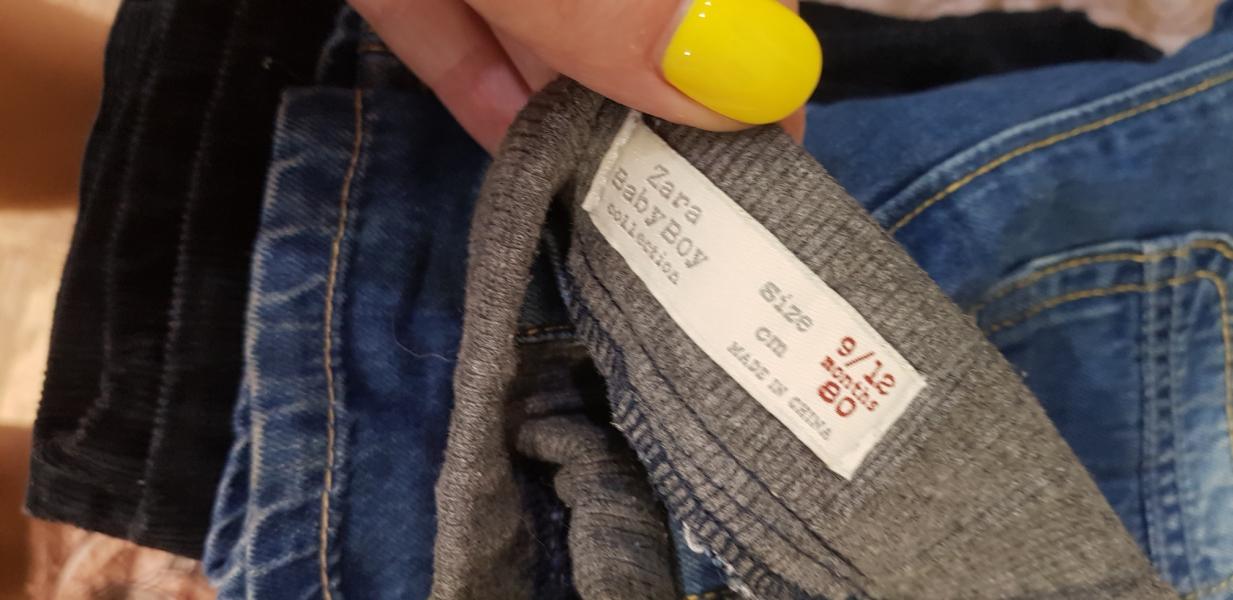 Zara
BabyBoy
collection
Size 9/12
months
cm 80
MADE IN CHINA